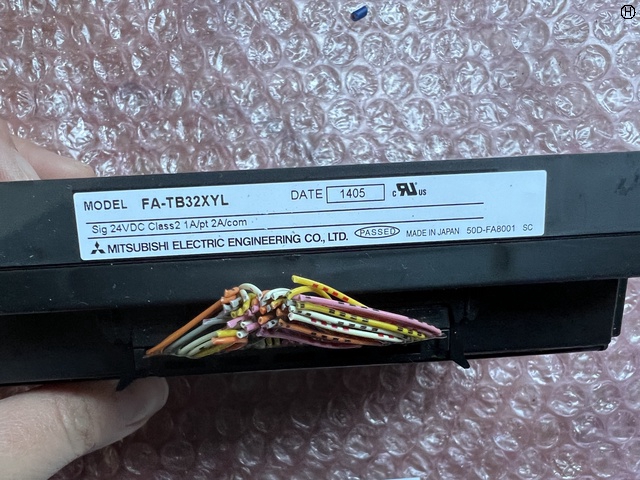 MODEL FA-TB32XYL DATE 1405 c UR us
Sig 24VDC Class2 1A/pt 2A/com
MITSUBISHI ELECTRIC ENGINEERING CO., LTD. PASSED MADE IN JAPAN 50D-FA8001 SC
H